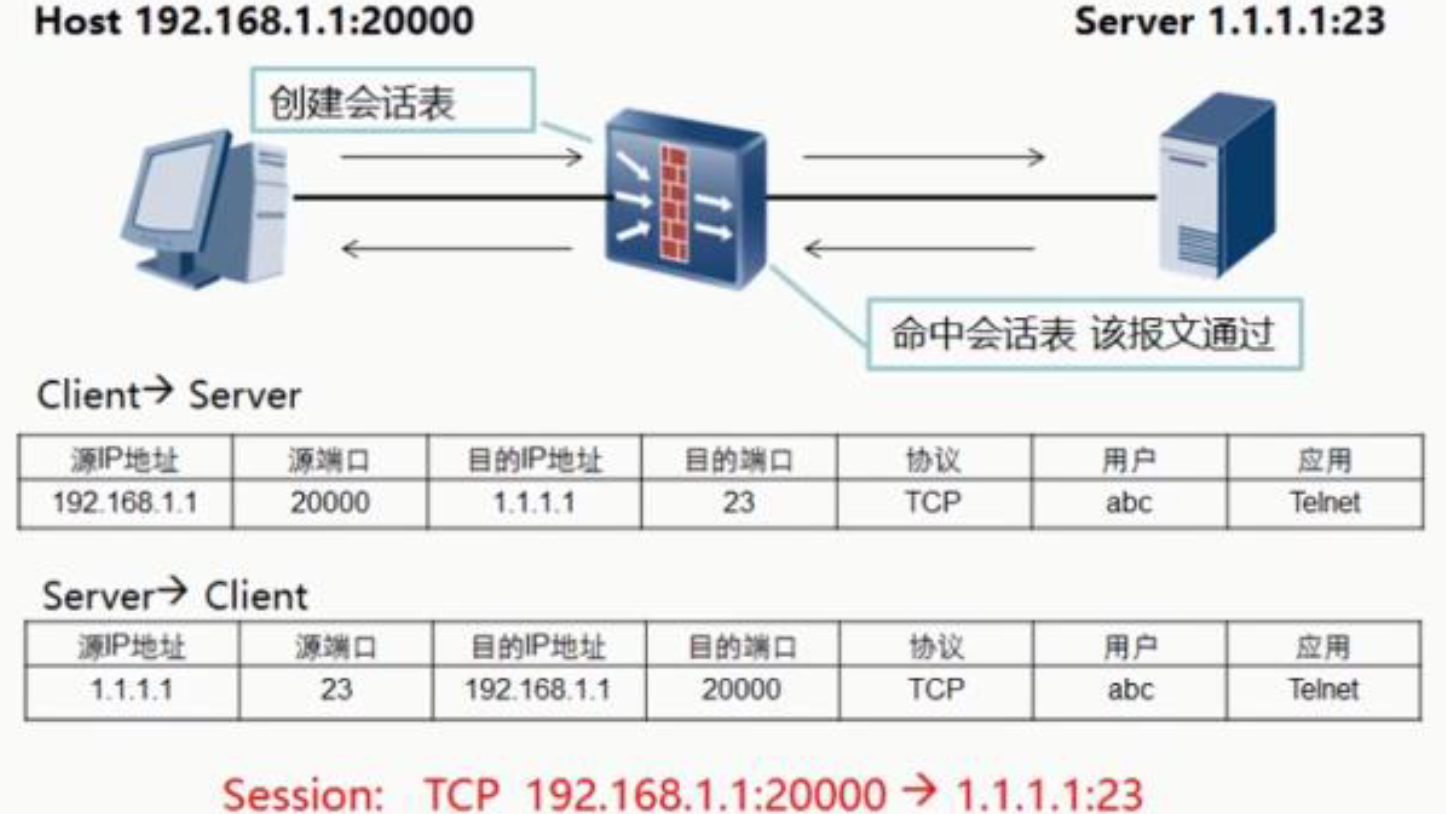 Host 192.168.1.1:20000 Server 1.1.1.1:23
创建会话表
命中会话表 该报文通过
Client→ Server
源IP地址 源端口 目的IP地址 目的端口 协议 用户 应用
192.168.1.1 20000 1.1.1.1 23 TCP abc Telnet
Server→ Client
源IP地址 源端口 目的IP地址 目的端口 协议 用户 应用
1.1.1.1 23 192.168.1.1 20000 TCP abc Telnet
Session: TCP 192.168.1.1:20000 → 1.1.1.1:23